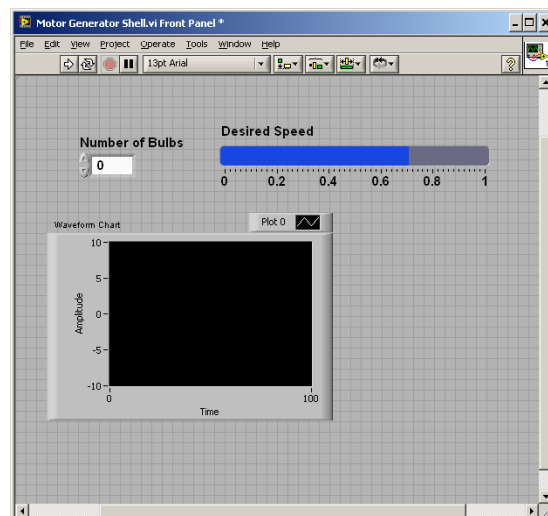 Motor Generator Shell.vi Front Panel *
File Edit View Project Operate Tools Window Help
13pt Arial
Number of Bulbs
0
Desired Speed
0 0.2 0.4 0.6 0.8 1
Waveform Chart
Plot 0
10
5
0
-5
-10
Amplitude
0 100
Time